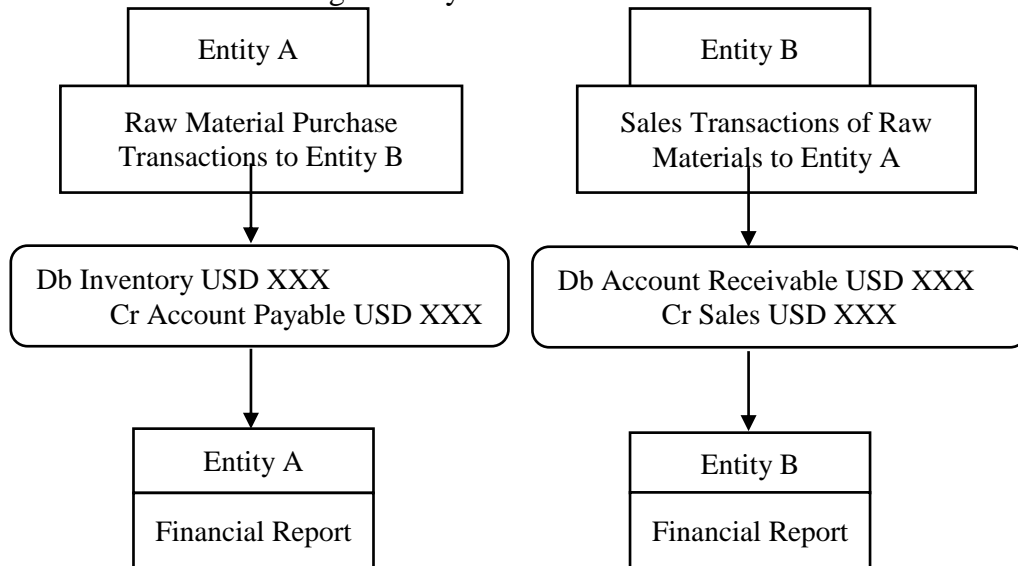 Entity A
Raw Material Purchase
Transactions to Entity B
Db Inventory USD XXX
Cr Account Payable USD XXX
Entity A
Financial Report
Entity B
Sales Transactions of Raw
Materials to Entity A
Db Account Receivable USD XXX
Cr Sales USD XXX
Entity B
Financial Report